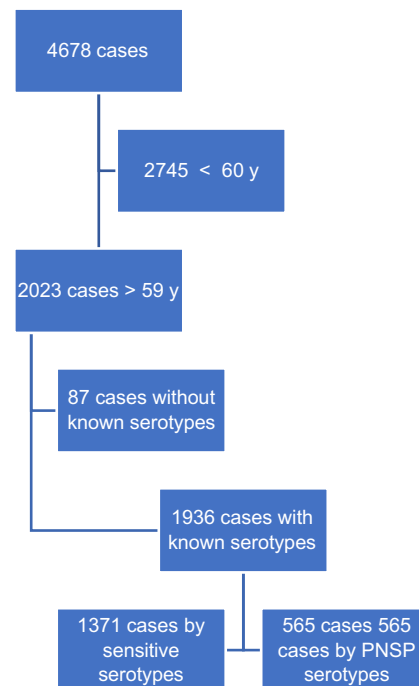 4678 cases
2745 < 60 y
2023 cases > 59 y
87 cases without
known serotypes
1936 cases with
known serotypes
1371 cases by
sensitive
serotypes
565 cases 565
cases by PNSP
serotypes